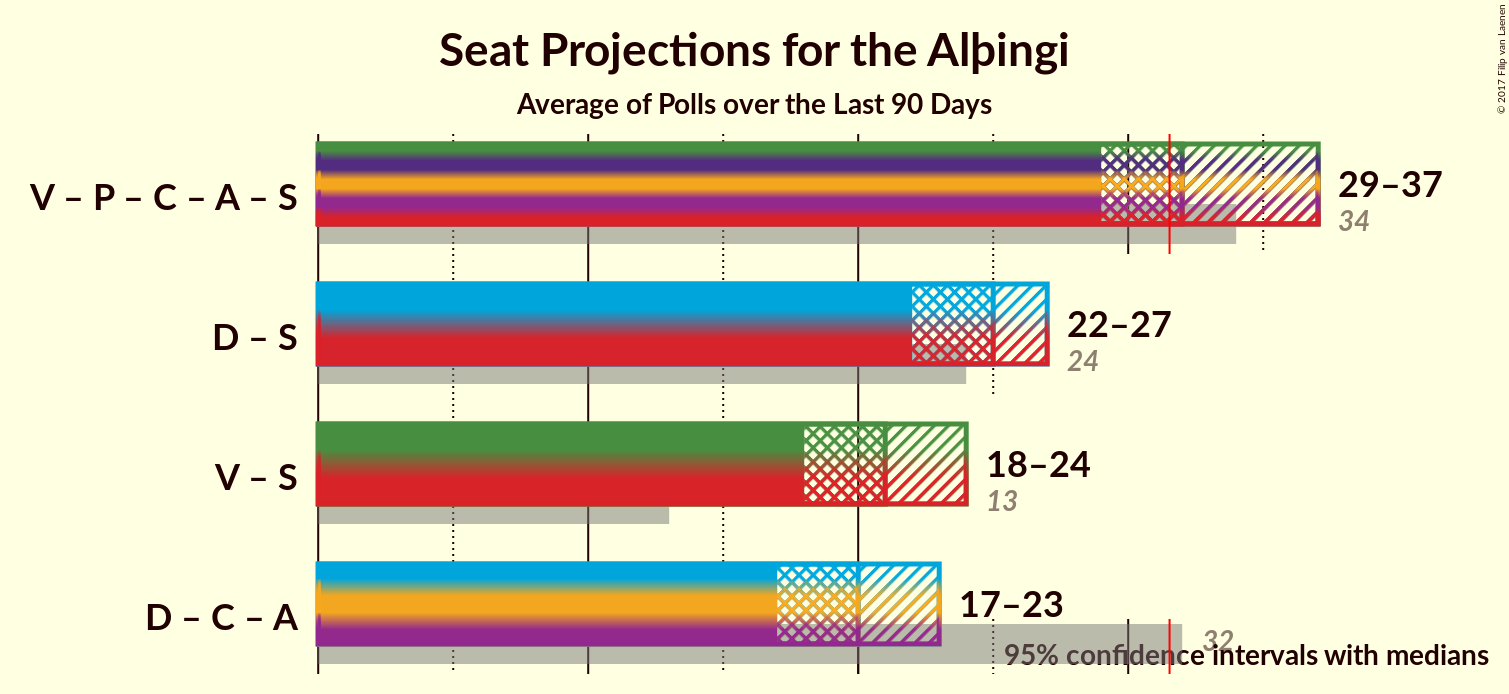 Seat Projections for the Alþingi
Average of Polls over the Last 90 Days
© 2017 Filip van Laenen
V – P – C – A – S
29–37
34
D – S
22–27
24
V – S
18–24
13
D – C – A
17–23
32
95% confidence intervals with medians